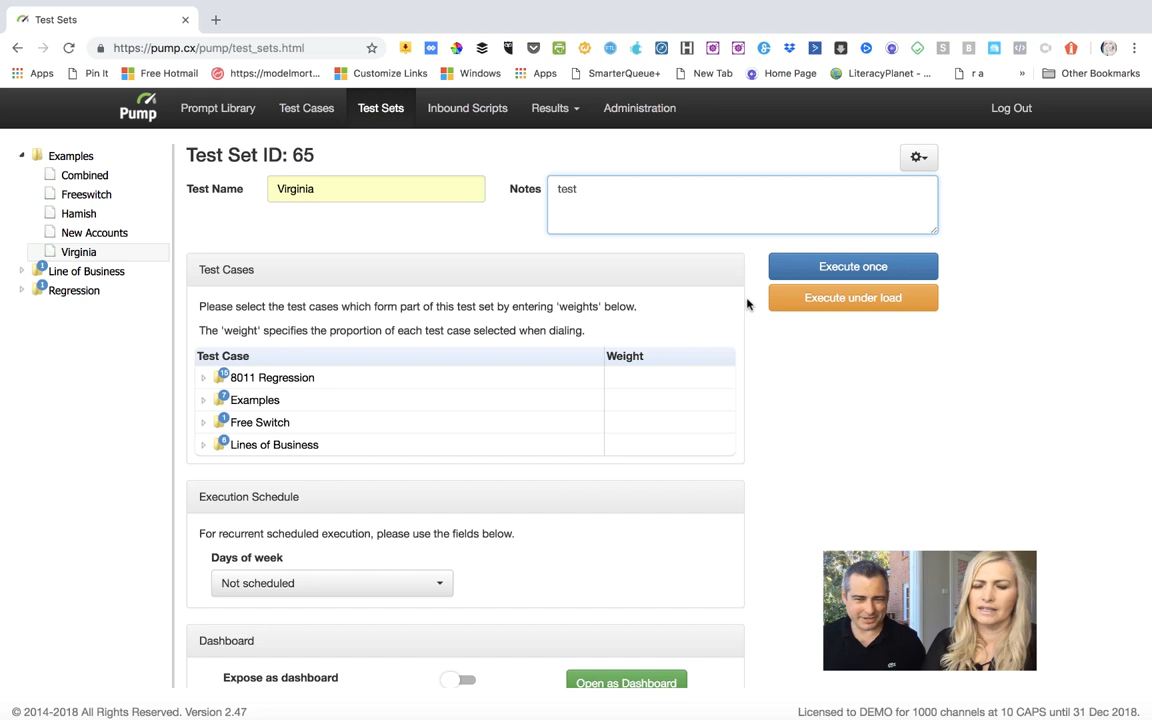 Test Sets
https://pump.cx/pump/test_sets.html
Apps Pin It Free Hotmail https://modelmort... Customize Links Windows Apps SmarterQueue+ New Tab Home Page LiteracyPlanet - ... r a » Other Bookmarks
Pump Prompt Library Test Cases Test Sets Inbound Scripts Results Administration Log Out
Examples
Combined
Freeswitch
Hamish
New Accounts
Virginia
1 Line of Business
1 Regression
Test Set ID: 65
Test Name Virginia Notes test
Test Cases
Execute once
Execute under load
Please select the test cases which form part of this test set by entering 'weights' below.
The 'weight' specifies the proportion of each test case selected when dialing.
Test Case Weight
15 8011 Regression
7 Examples
1 Free Switch
6 Lines of Business
Execution Schedule
For recurrent scheduled execution, please use the fields below.
Days of week
Not scheduled
Dashboard
Expose as dashboard Open as Dashboard
© 2014-2018 All Rights Reserved. Version 2.47 Licensed to DEMO for 1000 channels at 10 CAPS until 31 Dec 2018.